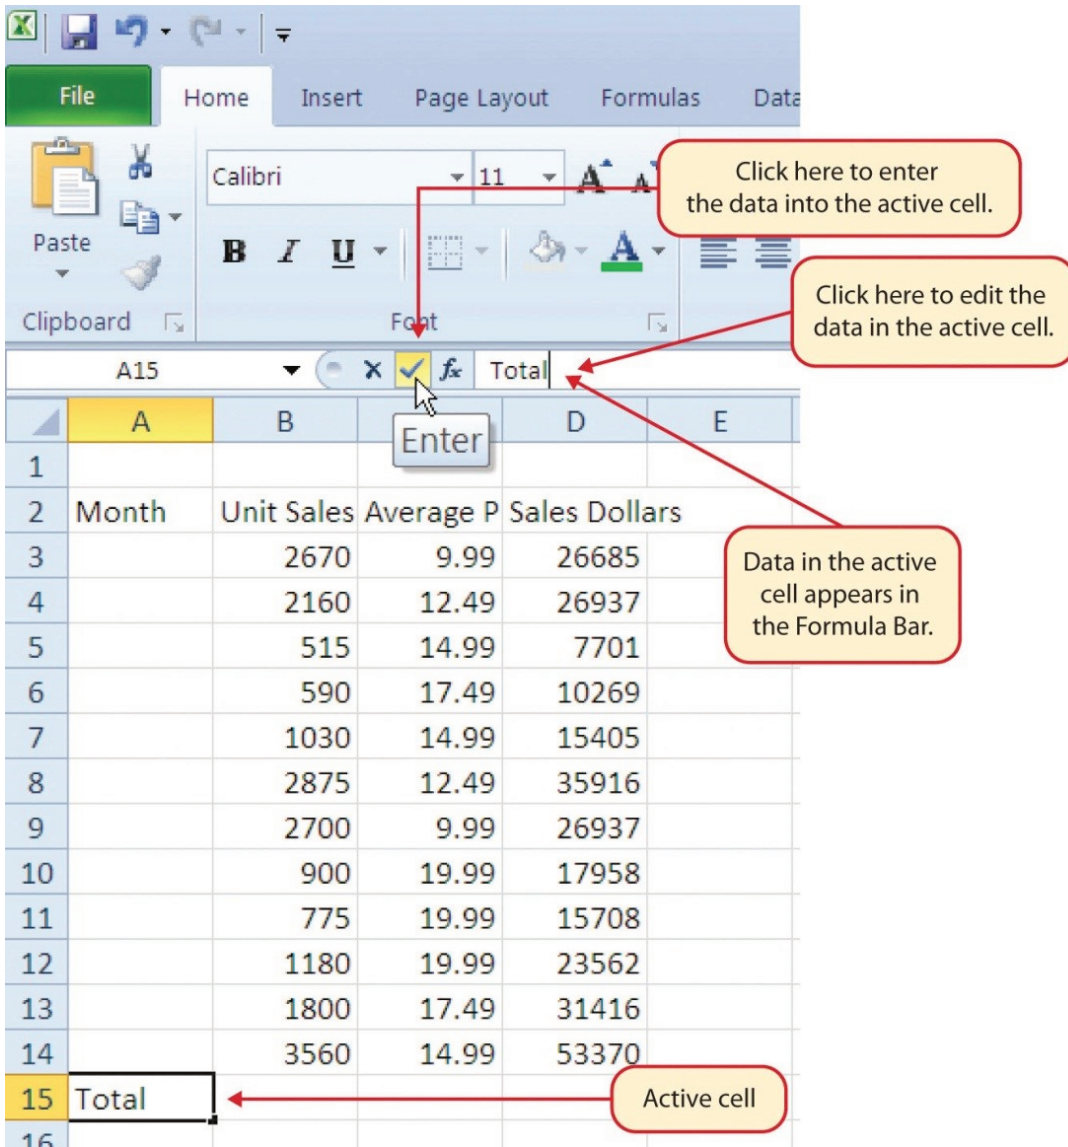 File Home Insert Page Layout Formulas Data
Calibri 11
Click here to enter
the data into the active cell.
Paste
B I U A
Clipboard Font
Click here to edit the
data in the active cell.
A15 fx Total
A B D E
Enter
1
2 Month Unit Sales Average P Sales Dollars
3 2670 9.99 26685
4 2160 12.49 26937
5 515 14.99 7701
6 590 17.49 10269
7 1030 14.99 15405
8 2875 12.49 35916
9 2700 9.99 26937
10 900 19.99 17958
11 775 19.99 15708
12 1180 19.99 23562
13 1800 17.49 31416
14 3560 14.99 53370
15 Total
16
Data in the active
cell appears in
the Formula Bar.
Active cell